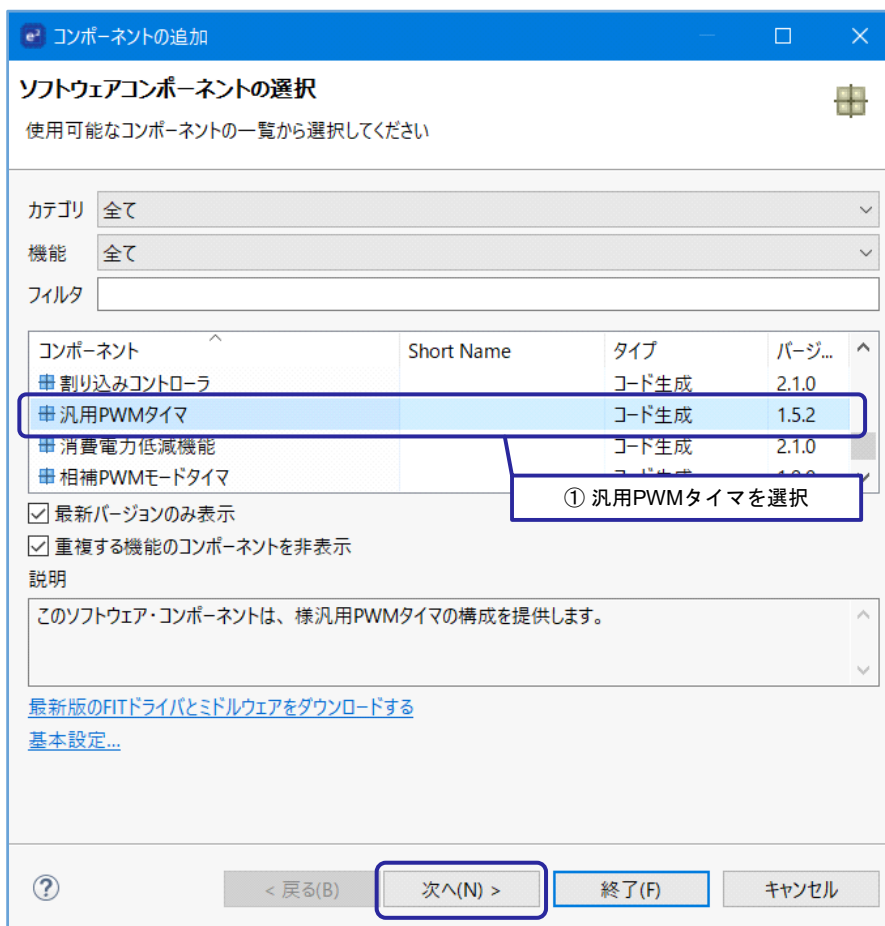 e² コンポーネントの追加
ソフトウェアコンポーネントの選択
使用可能なコンポーネントの一覧から選択してください
カテゴリ 全て
機能 全て
フィルタ
コンポーネント Short Name タイプ バージ...
割り込みコントローラ コード生成 2.1.0
汎用PWMタイマ コード生成 1.5.2
消費電力低減機能 コード生成 2.1.0
相補PWMモードタイマ
① 汎用PWMタイマを選択
最新バージョンのみ表示
重複する機能のコンポーネントを非表示
説明
このソフトウェア・コンポーネントは、様汎用PWMタイマの構成を提供します。
最新版のFITドライバとミドルウェアをダウンロードする
基本設定...
? < 戻る(B) 次へ(N) > 終了(F) キャンセル